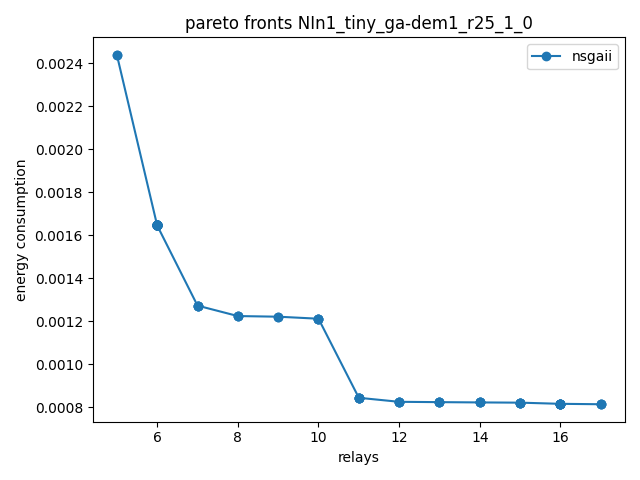 pareto fronts NIn1_tiny_ga-dem1_r25_1_0
nsgaii
energy consumption
0.0024
0.0022
0.0020
0.0018
0.0016
0.0014
0.0012
0.0010
0.0008
6 8 10 12 14 16
relays